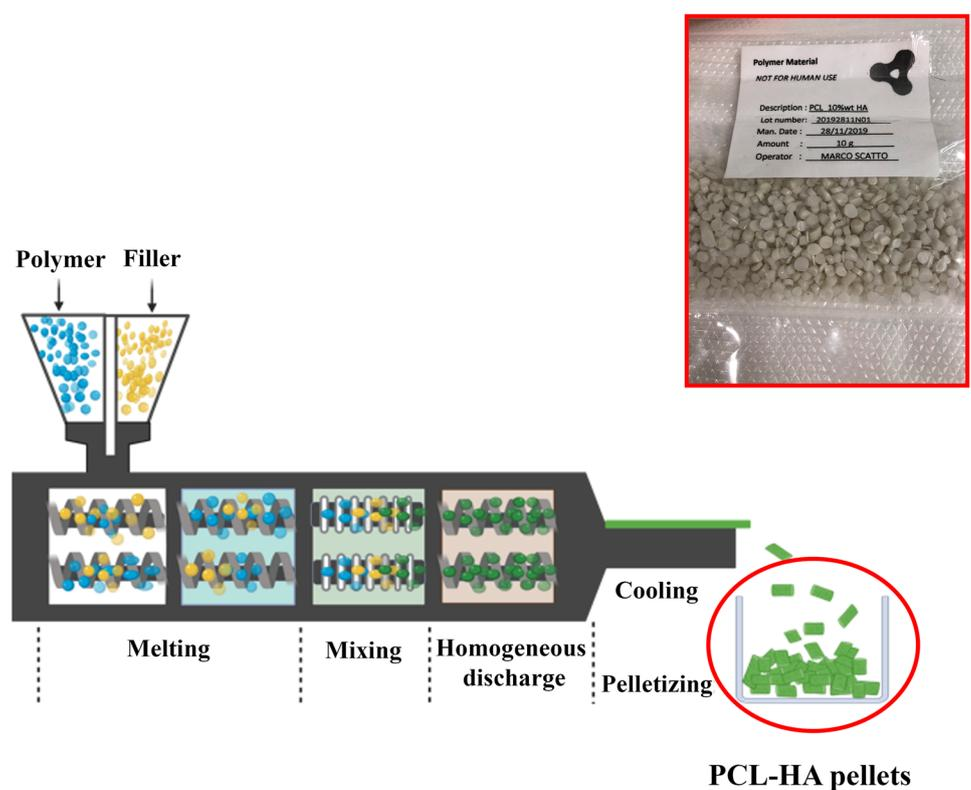 Polymer Material
NOT FOR HUMAN USE
Description : PCL 10%wt HA
Lot number: 20192811N01
Man. Date : 28/11/2019
Amount : 10 g
Operator : MARCO SCATTO
Polymer Filler
Cooling
Melting
Mixing
Homogeneous
discharge
Pelletizing
PCL-HA pellets